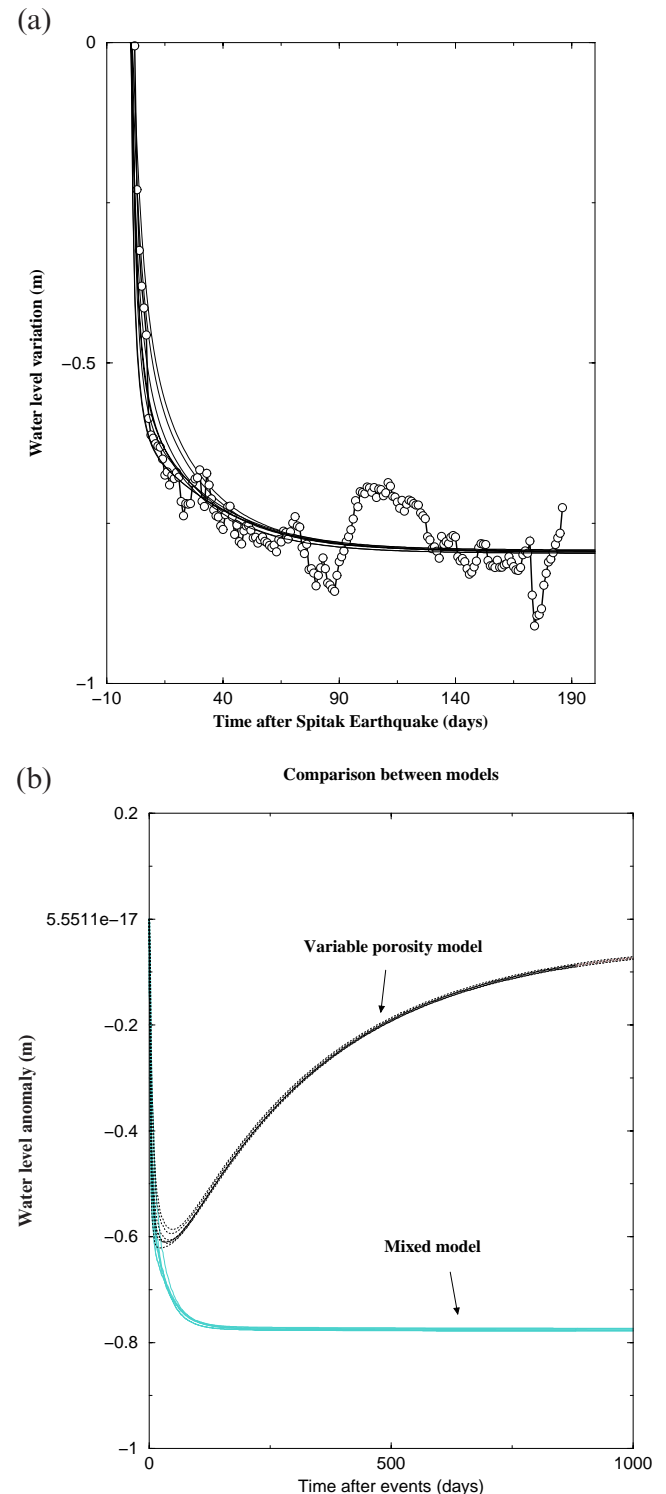 (a)
0
−0.5
−1
Water level variation (m)
−10
40
90
140
190
Time after Spitak Earthquake (days)
(b)
Comparison between models
0.2
5.5511e−17
−0.2
−0.4
−0.6
−0.8
−1
Water level anomaly (m)
Variable porosity model
Mixed model
0
500
1000
Time after events (days)